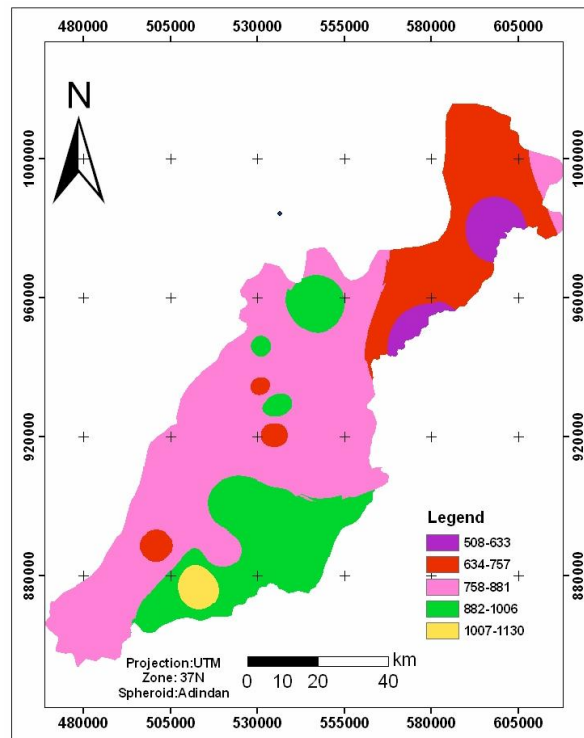 480000 505000 530000 555000 580000 605000
N
1000000 1000000
960000 960000
920000 920000
880000 880000
Legend
508-633
634-757
758-881
882-1006
1007-1130
Projection:UTM
Zone: 37N
Spheroid:Adindan
km
0 10 20 40
480000 505000 530000 555000 580000 605000